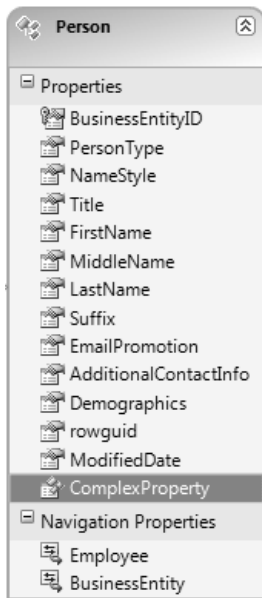 Person
Properties
BusinessEntityID
PersonType
NameStyle
Title
FirstName
MiddleName
LastName
Suffix
EmailPromotion
AdditionalContactInfo
Demographics
rowguid
ModifiedDate
ComplexProperty
Navigation Properties
Employee
BusinessEntity